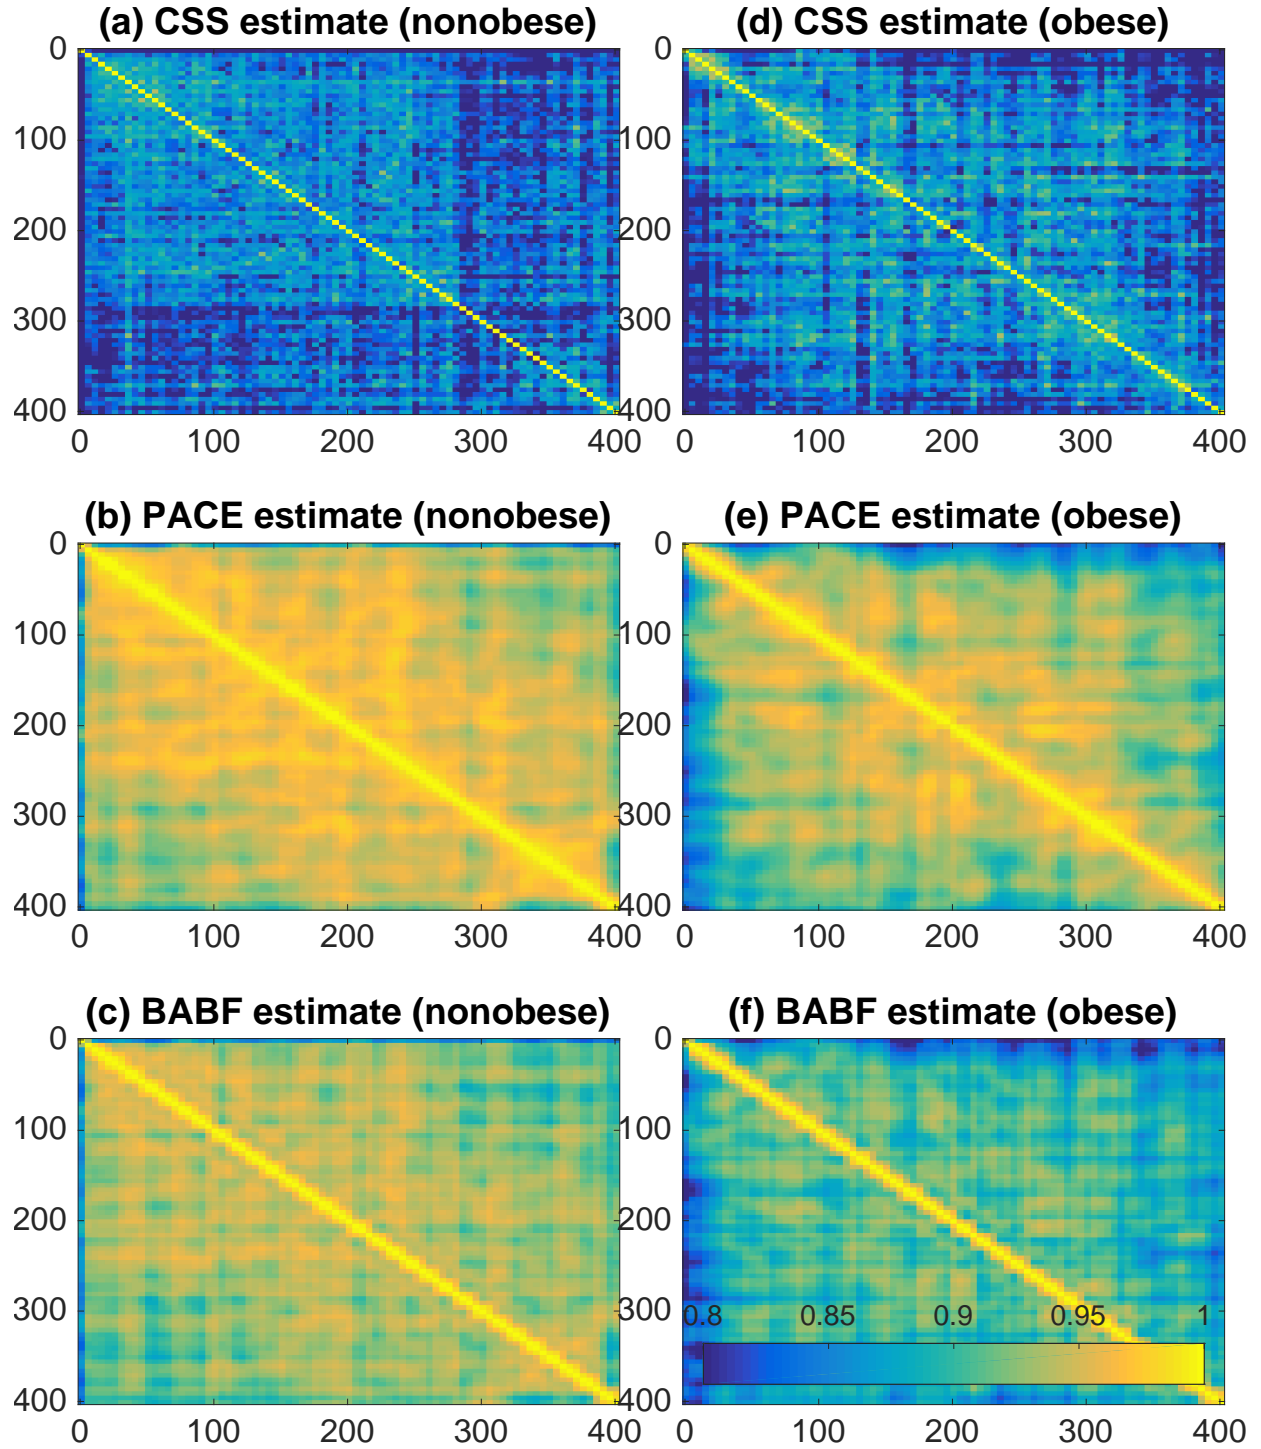 (a) CSS estimate (nonobese)
0
100
200
300
400
0 100 200 300 400
(d) CSS estimate (obese)
0
100
200
300
400
0 100 200 300 400
(b) PACE estimate (nonobese)
0
100
200
300
400
0 100 200 300 400
(e) PACE estimate (obese)
0
100
200
300
400
0 100 200 300 400
(c) BABF estimate (nonobese)
0
100
200
300
400
0 100 200 300 400
(f) BABF estimate (obese)
0
100
200
300
400
0.8 0.85 0.9 0.95 1
0 100 200 300 400